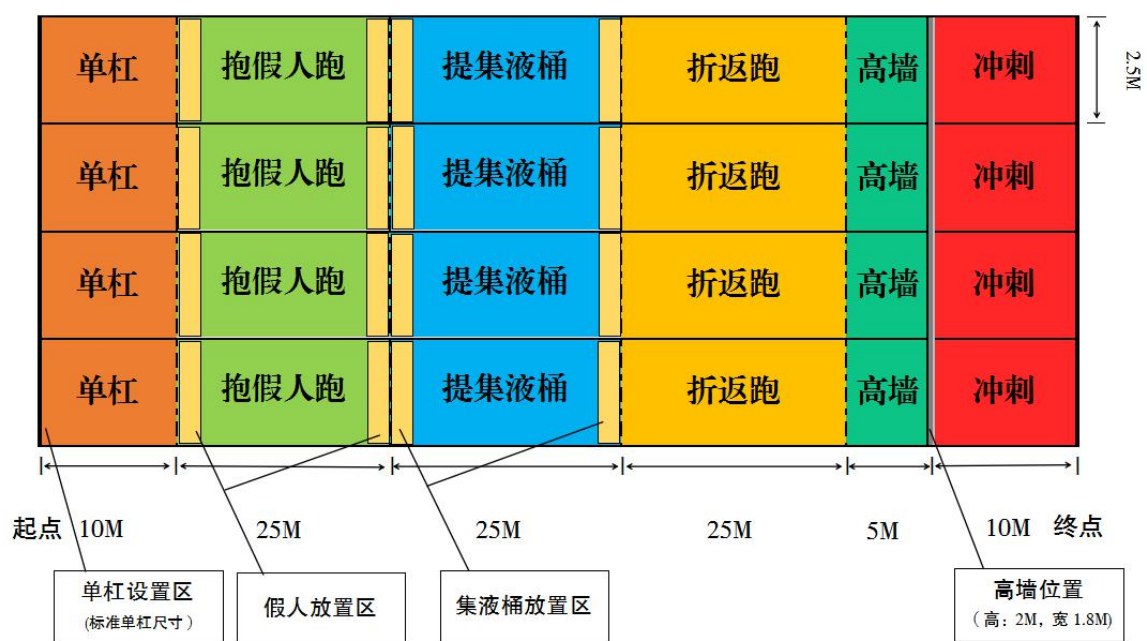 单杠 抱假人跑 提集液桶 折返跑 高墙 冲刺
2.5M
单杠 抱假人跑 提集液桶 折返跑 高墙 冲刺
单杠 抱假人跑 提集液桶 折返跑 高墙 冲刺
单杠 抱假人跑 提集液桶 折返跑 高墙 冲刺
起点 10M 25M 25M 25M 5M 10M 终点
单杠设置区
(标准单杠尺寸)
假人放置区
集液桶放置区
高墙位置
(高: 2M, 宽 1.8M)